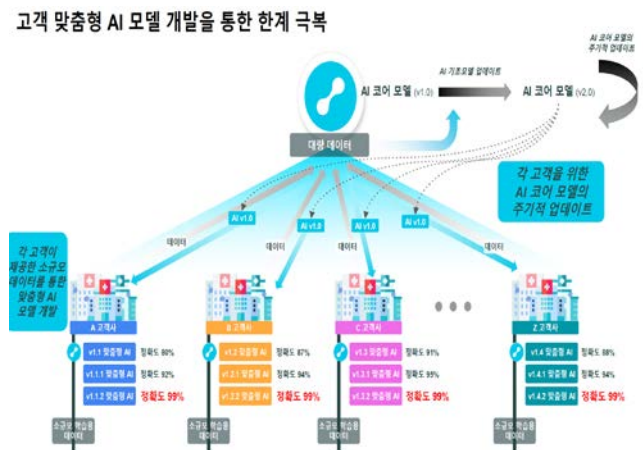 고객 맞춤형 AI 모델 개발을 통한 한계 극복
AI 코어 모델의
주기적 업데이트
AI 코어 모델 (v1.0)
AI 기초모델 업데이트
AI 코어 모델 (v2.0)
대량 데이터
각 고객을 위한
AI 코어 모델의
주기적 업데이트
AI v1.0
AI v1.0
AI v1.0
AI v1.0
데이터
데이터
데이터
데이터
각 고객이
제공한 소규모
데이터를 통한
맞춤형 AI
모델 개발
A 고객사
v1.1 맞춤형 AI 정확도 80%
v1.1.1 맞춤형 AI 정확도 92%
v1.1.2 맞춤형 AI 정확도 99%
소규모 학습용
데이터
B 고객사
v1.2 맞춤형 AI 정확도 87%
v1.2.1 맞춤형 AI 정확도 94%
v1.2.2 맞춤형 AI 정확도 99%
소규모 학습용
데이터
C 고객사
v1.3 맞춤형 AI 정확도 91%
v1.3.1 맞춤형 AI 정확도 95%
v1.3.2 맞춤형 AI 정확도 99%
소규모 학습용
데이터
Z 고객사
v1.4 맞춤형 AI 정확도 88%
v1.4.1 맞춤형 AI 정확도 94%
v1.4.2 맞춤형 AI 정확도 99%
소규모 학습용
데이터